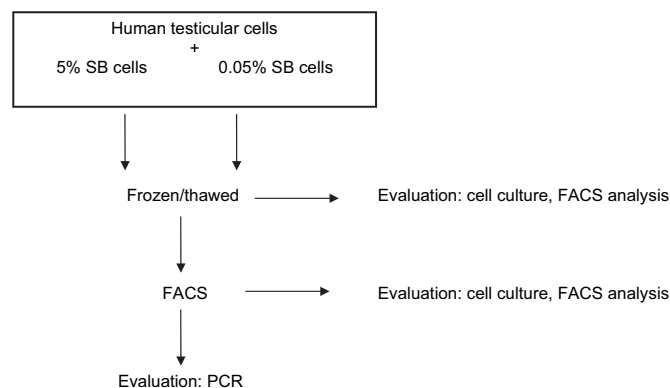 Human testicular cells
+
5% SB cells 0.05% SB cells
Frozen/thawed Evaluation: cell culture, FACS analysis
FACS Evaluation: cell culture, FACS analysis
Evaluation: PCR